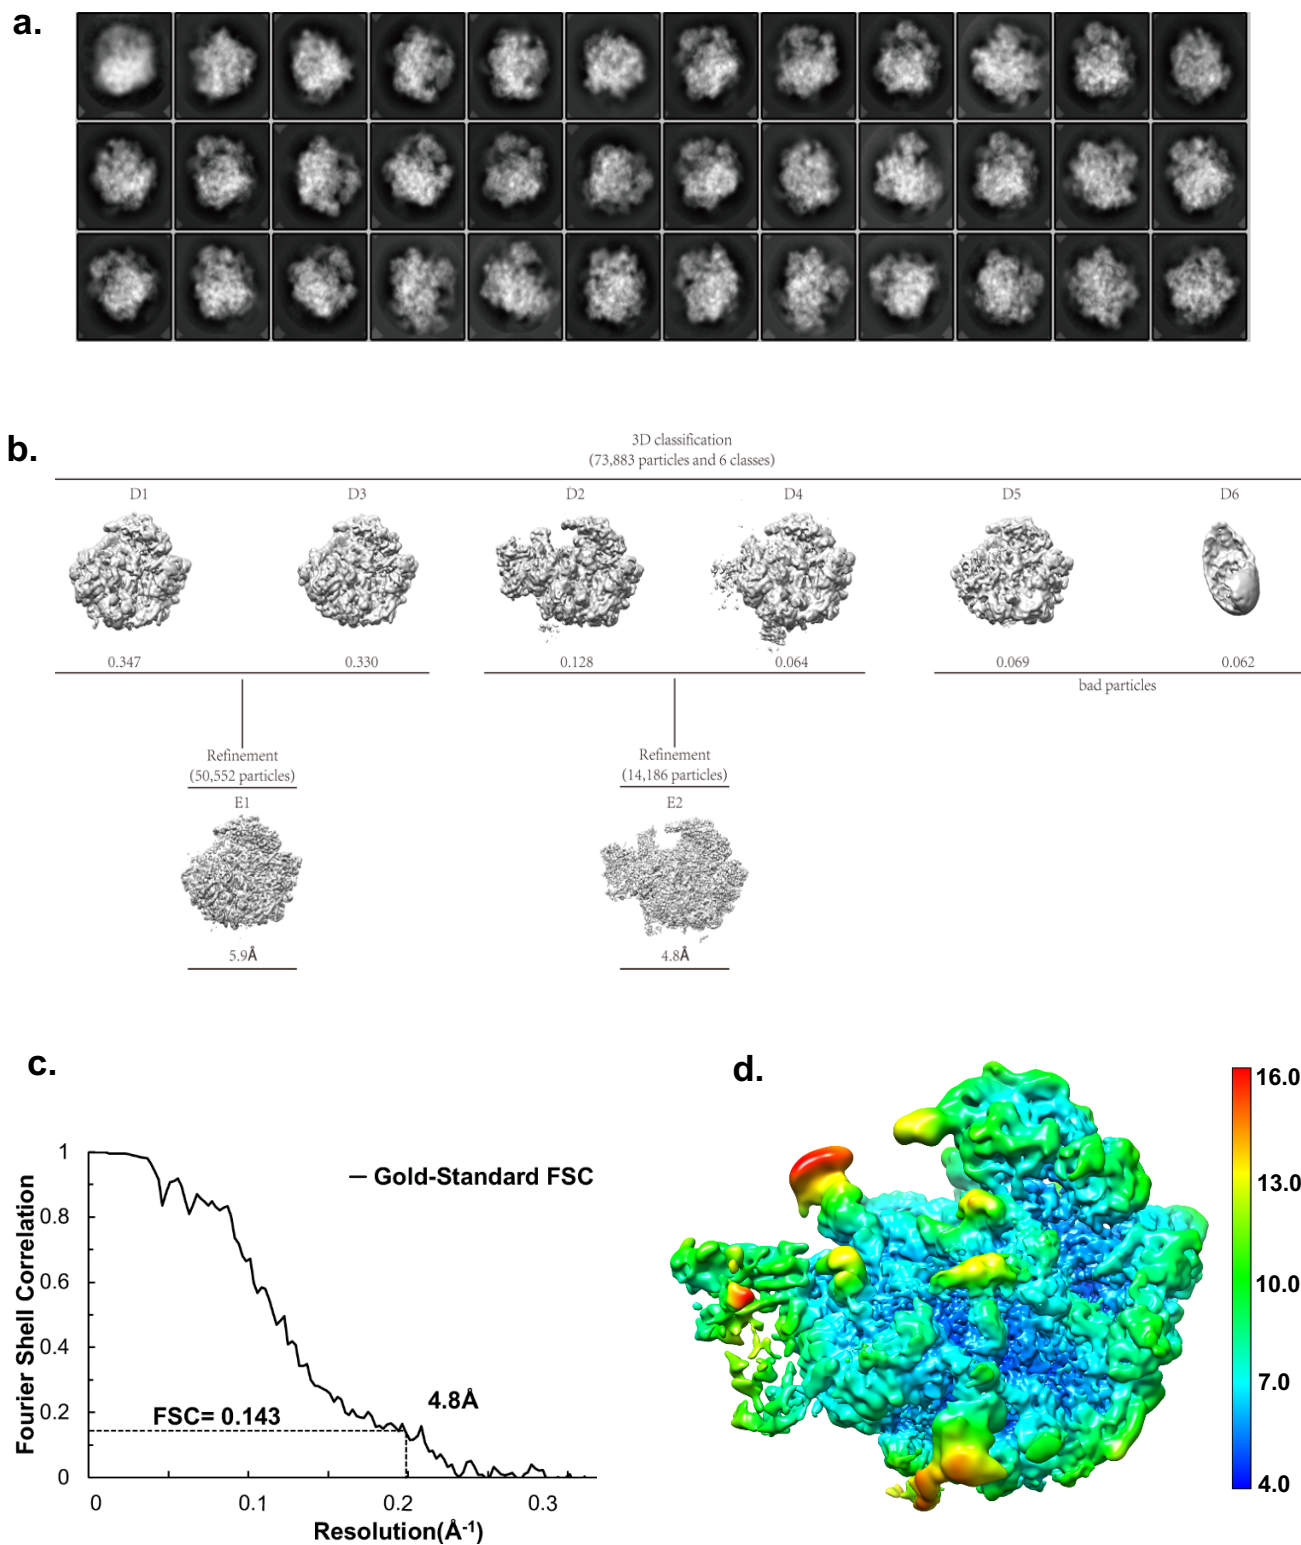 a.
b.
3D classification
(73,883 particles and 6 classes)
D1 D3 D2 D4 D5 D6
0.347 0.330 0.128 0.064 0.069 0.062
bad particles
Refinement Refinement
(50,552 particles) (14,186 particles)
E1 E2
5.9Å 4.8Å
c.
d.
Gold-Standard FSC
1
0.8
0.6
0.4
0.2
0
Fourier Shell Correlation
FSC= 0.143
4.8Å
0 0.1 0.2 0.3
Resolution(Å-1)
16.0
13.0
10.0
7.0
4.0